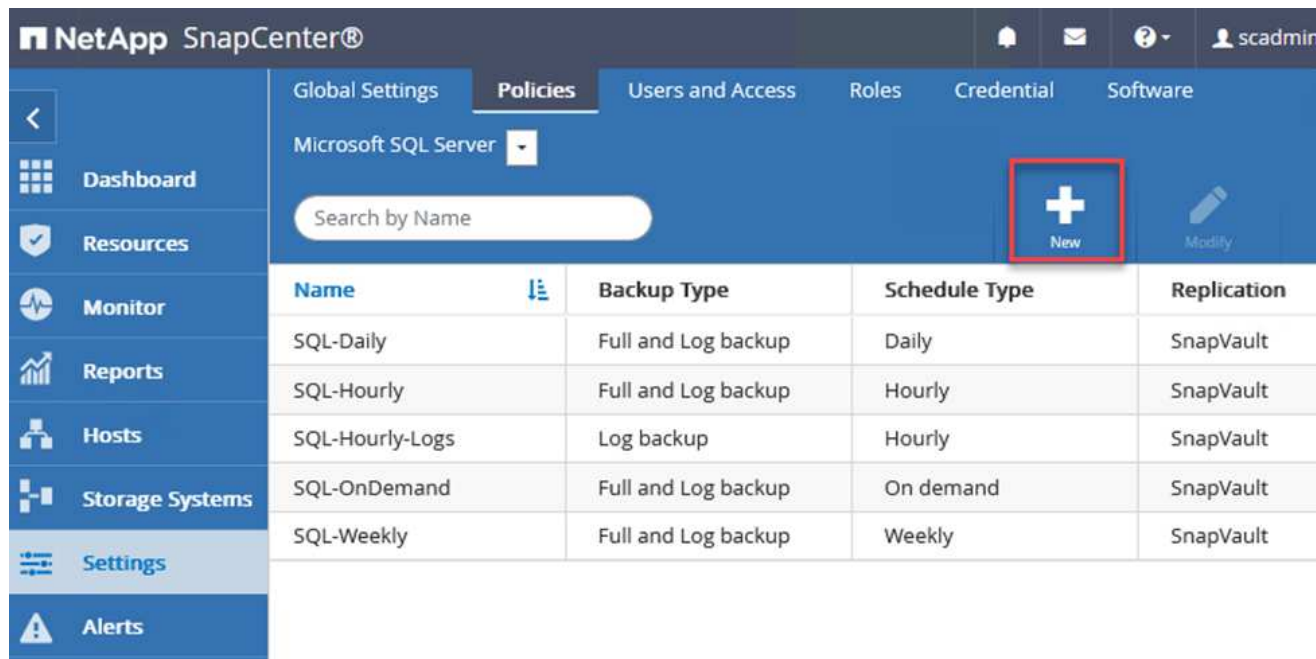 NetApp SnapCenter®
scadmin
Global Settings Policies Users and Access Roles Credential Software
Microsoft SQL Server
Dashboard
Search by Name
New
Modify
Resources
Name Backup Type Schedule Type Replication
Monitor
SQL-Daily Full and Log backup Daily SnapVault
Reports
SQL-Hourly Full and Log backup Hourly SnapVault
Hosts
SQL-Hourly-Logs Log backup Hourly SnapVault
Storage Systems
SQL-OnDemand Full and Log backup On demand SnapVault
SQL-Weekly Full and Log backup Weekly SnapVault
Settings
Alerts